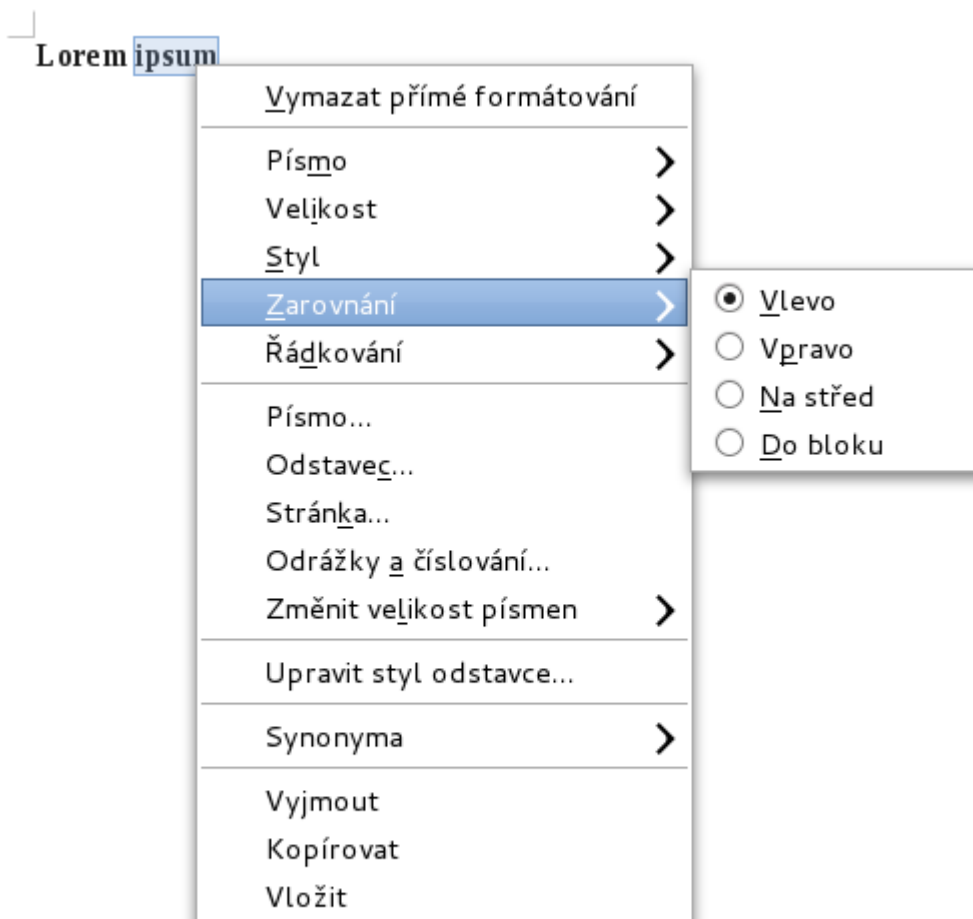 Lorem ipsum
Vymazat přímé formátování
Písmo
Velikost
Styl
Zarovnání
Vlevo
Vpravo
Na střed
Do bloku
Řádkování
Písmo...
Odstavec...
Stránka...
Odrážky a číslování...
Změnit velikost písmen
Upravit styl odstavce...
Synonyma
Vyjmout
Kopírovat
Vložit